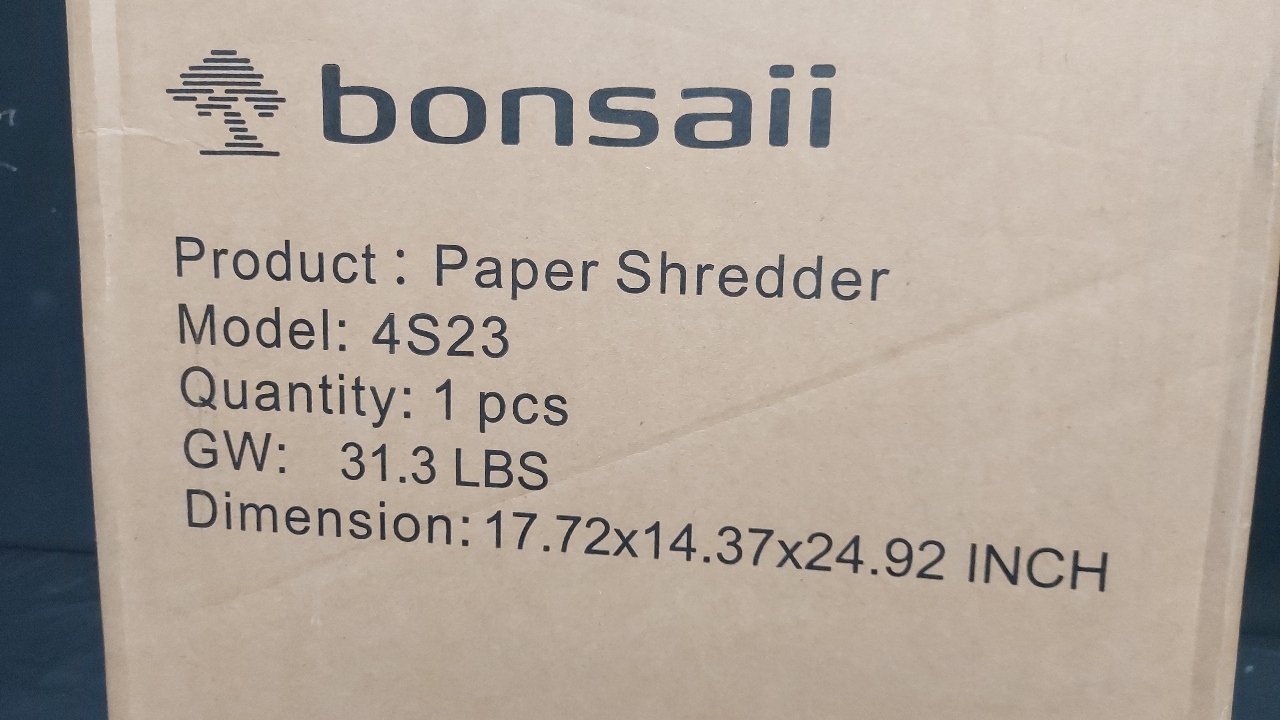 bonsaii
Product : Paper Shredder
Model: 4S23
Quantity: 1 pcs
GW: 31.3 LBS
Dimension: 17.72x14.37x24.92 INCH